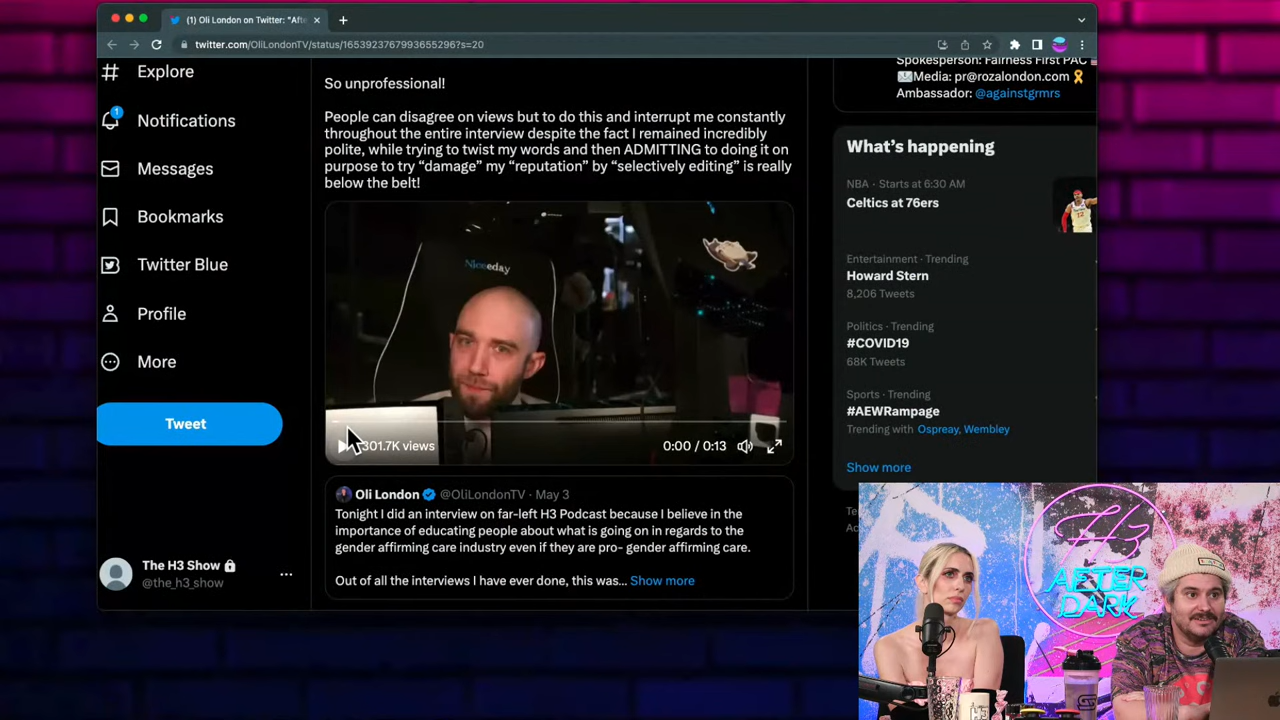 (1) Oli London on Twitter: "Afte
twitter.com/OliLondonTV/status/1653923767993655296?s=20
Explore
Notifications
1
Messages
Bookmarks
Twitter Blue
Profile
More
Tweet
The H3 Show
@the_h3_show
So unprofessional!
People can disagree on views but to do this and interrupt me constantly
throughout the entire interview despite the fact I remained incredibly
polite, while trying to twist my words and then ADMITTING to doing it on
purpose to try “damage” my “reputation” by “selectively editing” is really
below the belt!
Niceday
301.7K views
0:00 / 0:13
Oli London @OliLondonTV · May 3
Tonight I did an interview on far-left H3 Podcast because I believe in the
importance of educating people about what is going on in regards to the
gender affirming care industry even if they are pro- gender affirming care.
Out of all the interviews I have ever done, this was... Show more
Spokesperson: Fairness First PAC
Media: pr@rozalondon.com
Ambassador: @againstgrmrs
What’s happening
NBA · Starts at 6:30 AM
Celtics at 76ers
Entertainment · Trending
Howard Stern
8,206 Tweets
Politics · Trending
#COVID19
68K Tweets
Sports · Trending
#AEWRampage
Trending with Ospreay, Wembley
Show more
Te
Ac
H3
AFTER
DARK
H3